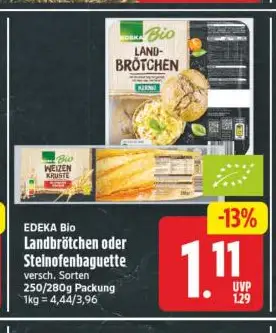 EDEKA Bio
LAND-
BRÖTCHEN
KERNIG
Bio
WEIZEN
KRUSTE
-13%
EDEKA Bio
Landbrötchen oder
Steinofenbaguette
versch. Sorten
250/280g Packung
1kg = 4,44/3,96
1.11
UVP
1.29